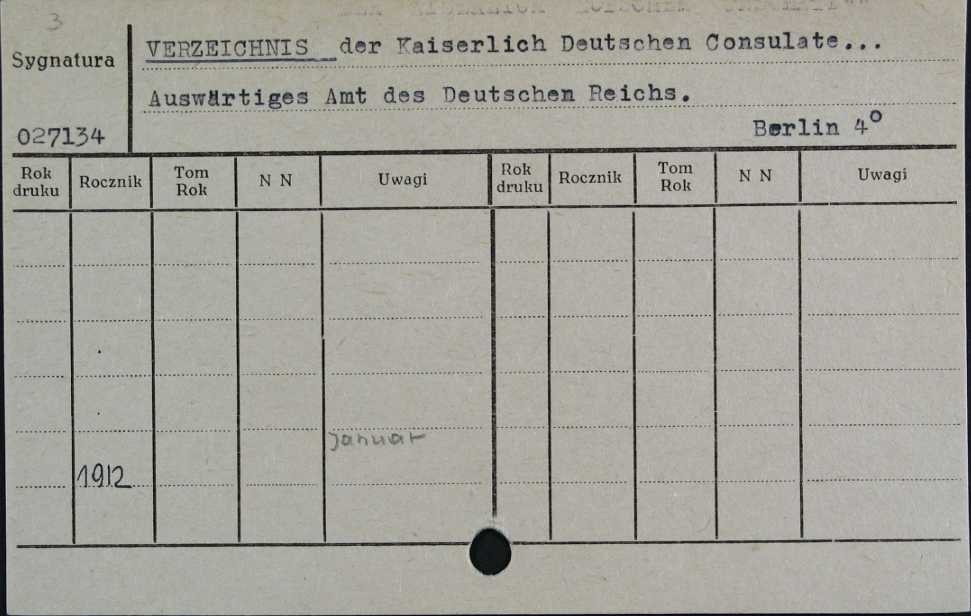 3
Sygnatura
VERZEICHNIS der Kaiserlich Deutschen Consulate...
Auswärtiges Amt des Deutschen Reichs.
027134
Berlin 4°
Rok druku Rocznik Tom Rok N N Uwagi Rok druku Rocznik Tom Rok N N Uwagi
Januar
1912